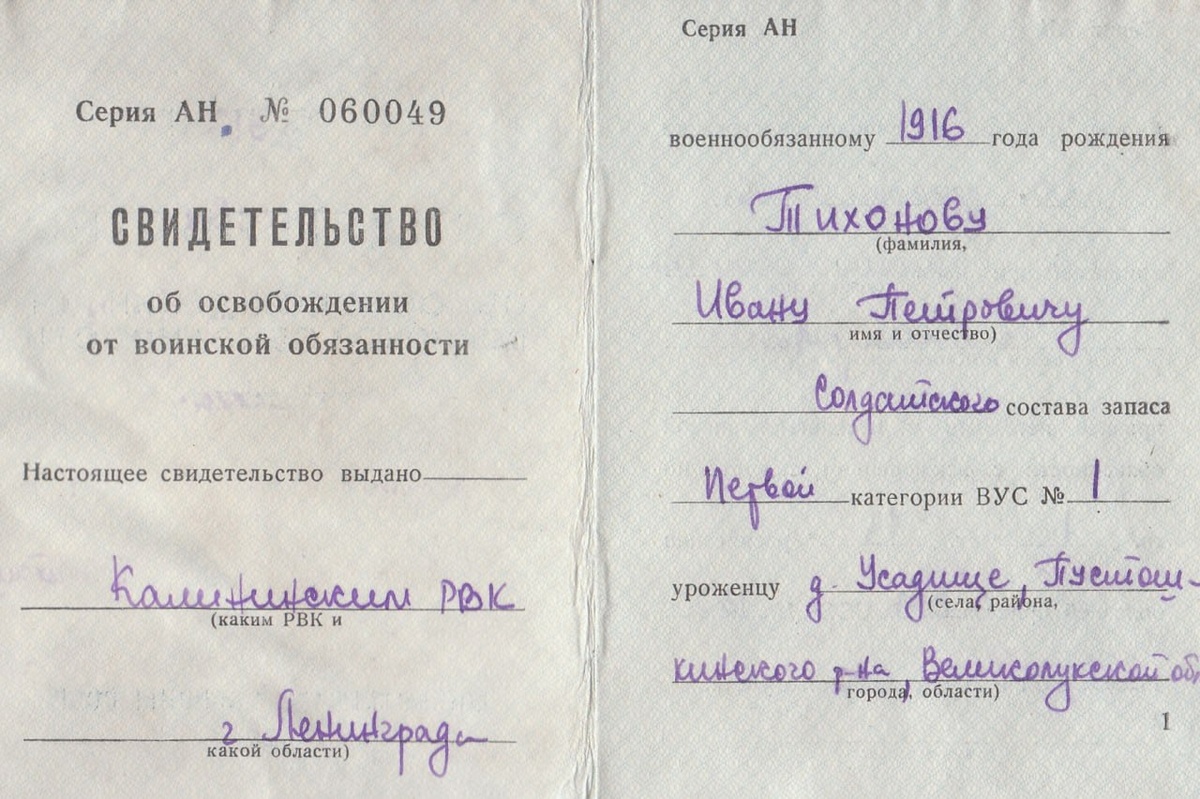 Серия АН № 060049
СВИДЕТЕЛЬСТВО
об освобождении
от воинской обязанности
Настоящее свидетельство выдано
Калининским РВК
(каким РВК и
г Ленинграда
какой области)
Серия АН
военнообязанному 1916 года рождения
Тихонову
(фамилия,
Ивану Петровичу
имя и отчество)
Солдатского состава запаса
Первой категории ВУС № 1
уроженцу д. Усадище, Пустош-
(села, района,
кинского р-на, Великолукской об
города, области)
1